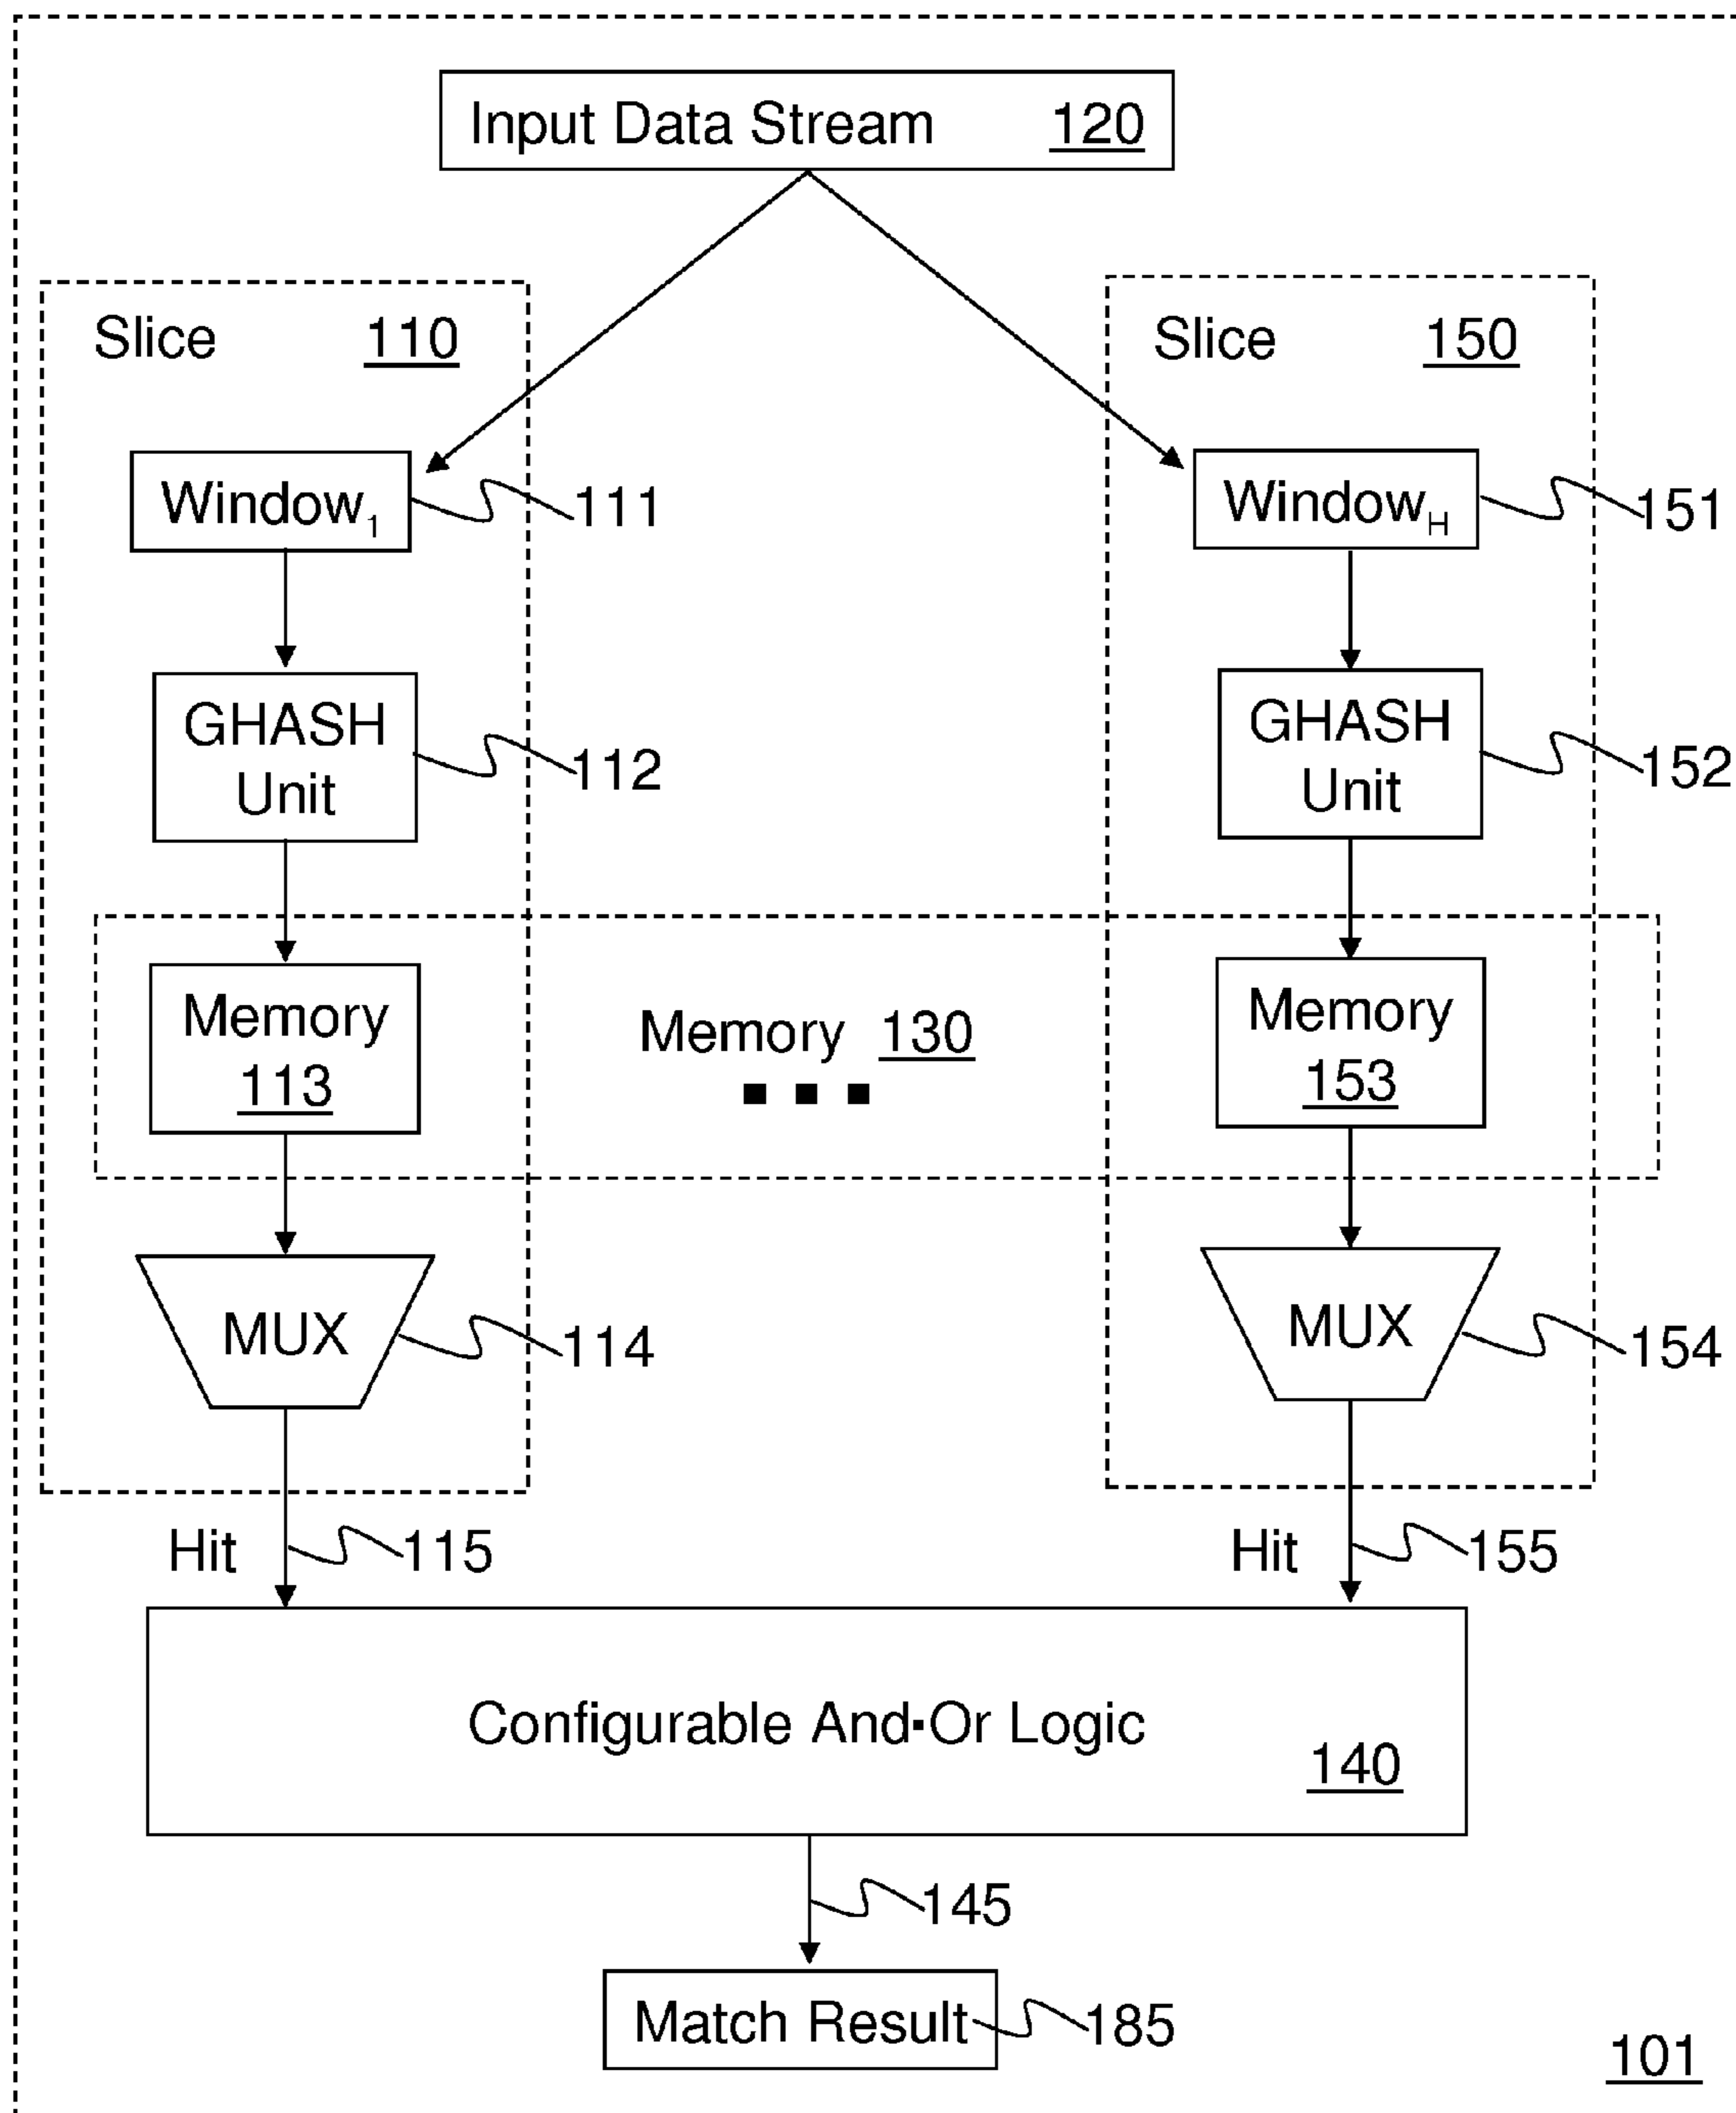 Input Data Stream 120
Slice 110
Slice 150
Window1 111
WindowH 151
GHASH
Unit
112
GHASH
Unit
152
Memory
113
Memory 130
Memory
153
MUX 114
MUX 154
Hit 115
Hit 155
Configurable And·Or Logic
140
145
Match Result 185
101